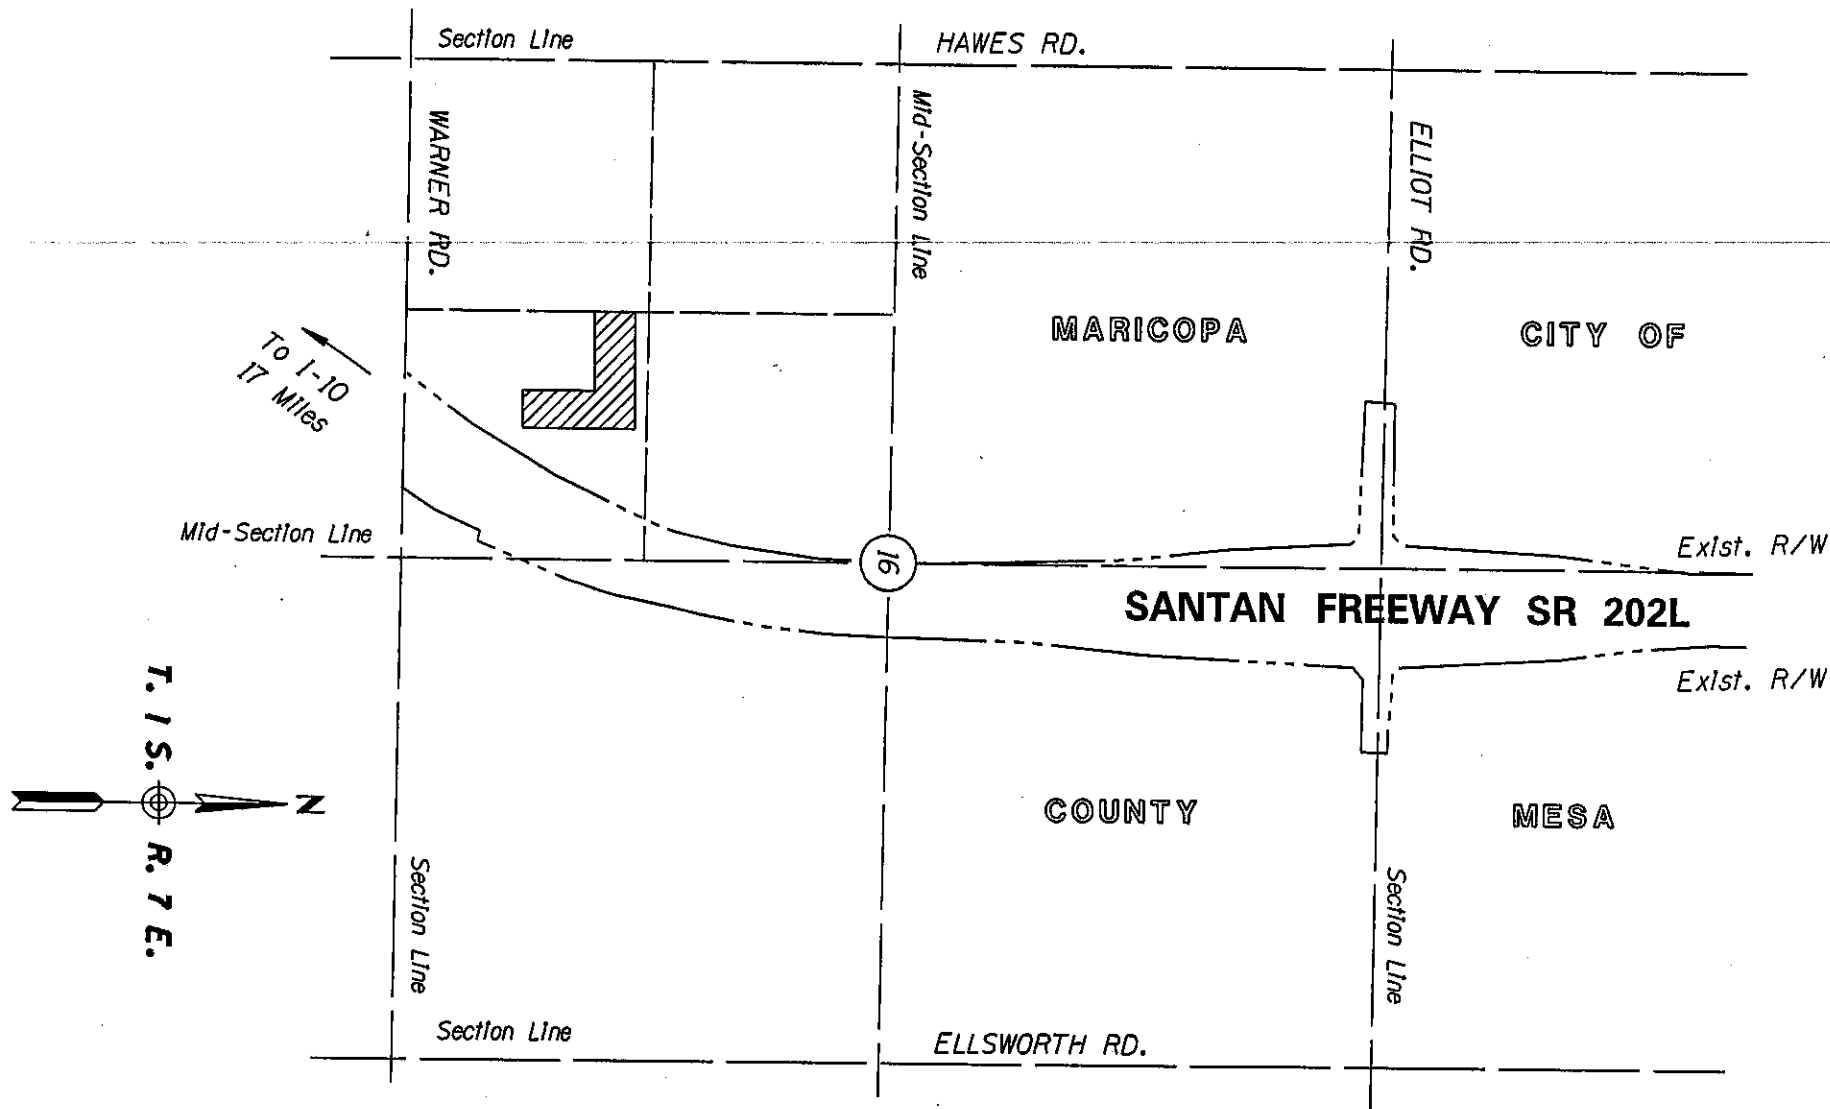 Section Line
HAWES RD.
WARNER RD.
Mid-Section Line
ELLIOT RD.
MARICOPA
CITY OF
To I-10
17 Miles
Mid-Section Line
16
Exist. R/W
SANTAN FREEWAY SR 202L
Exist. R/W
T. 1 S. R. 7 E.
N
COUNTY
MESA
Section Line
Section Line
Section Line
ELLSWORTH RD.